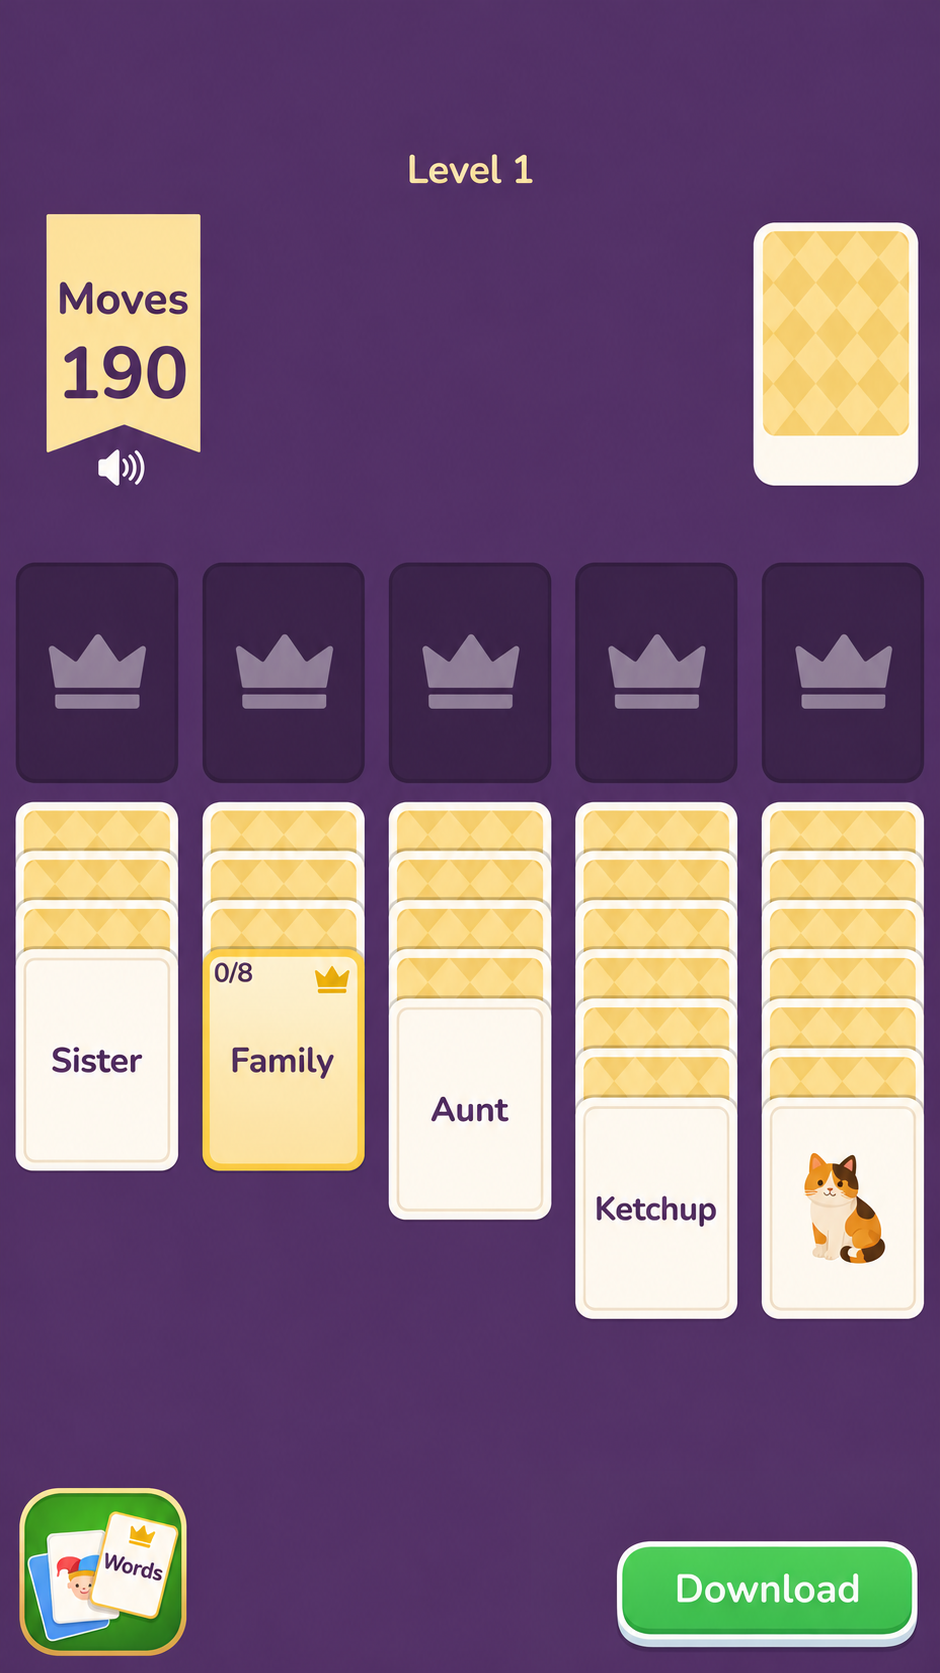 Level 1
Moves
190
0/8
Sister
Family
Aunt
Ketchup
Words
Download